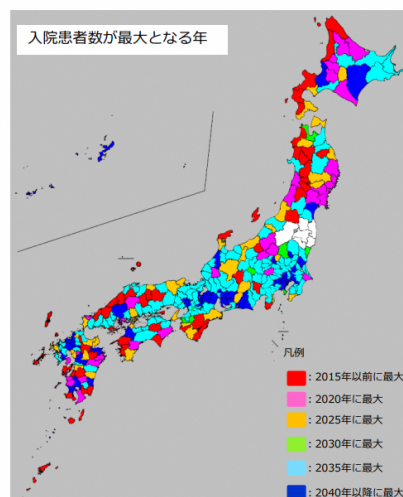 入院患者数が最大となる年
凡例
：2015年以前に最大
：2020年に最大
：2025年に最大
：2030年に最大
：2035年に最大
：2040年以降に最大